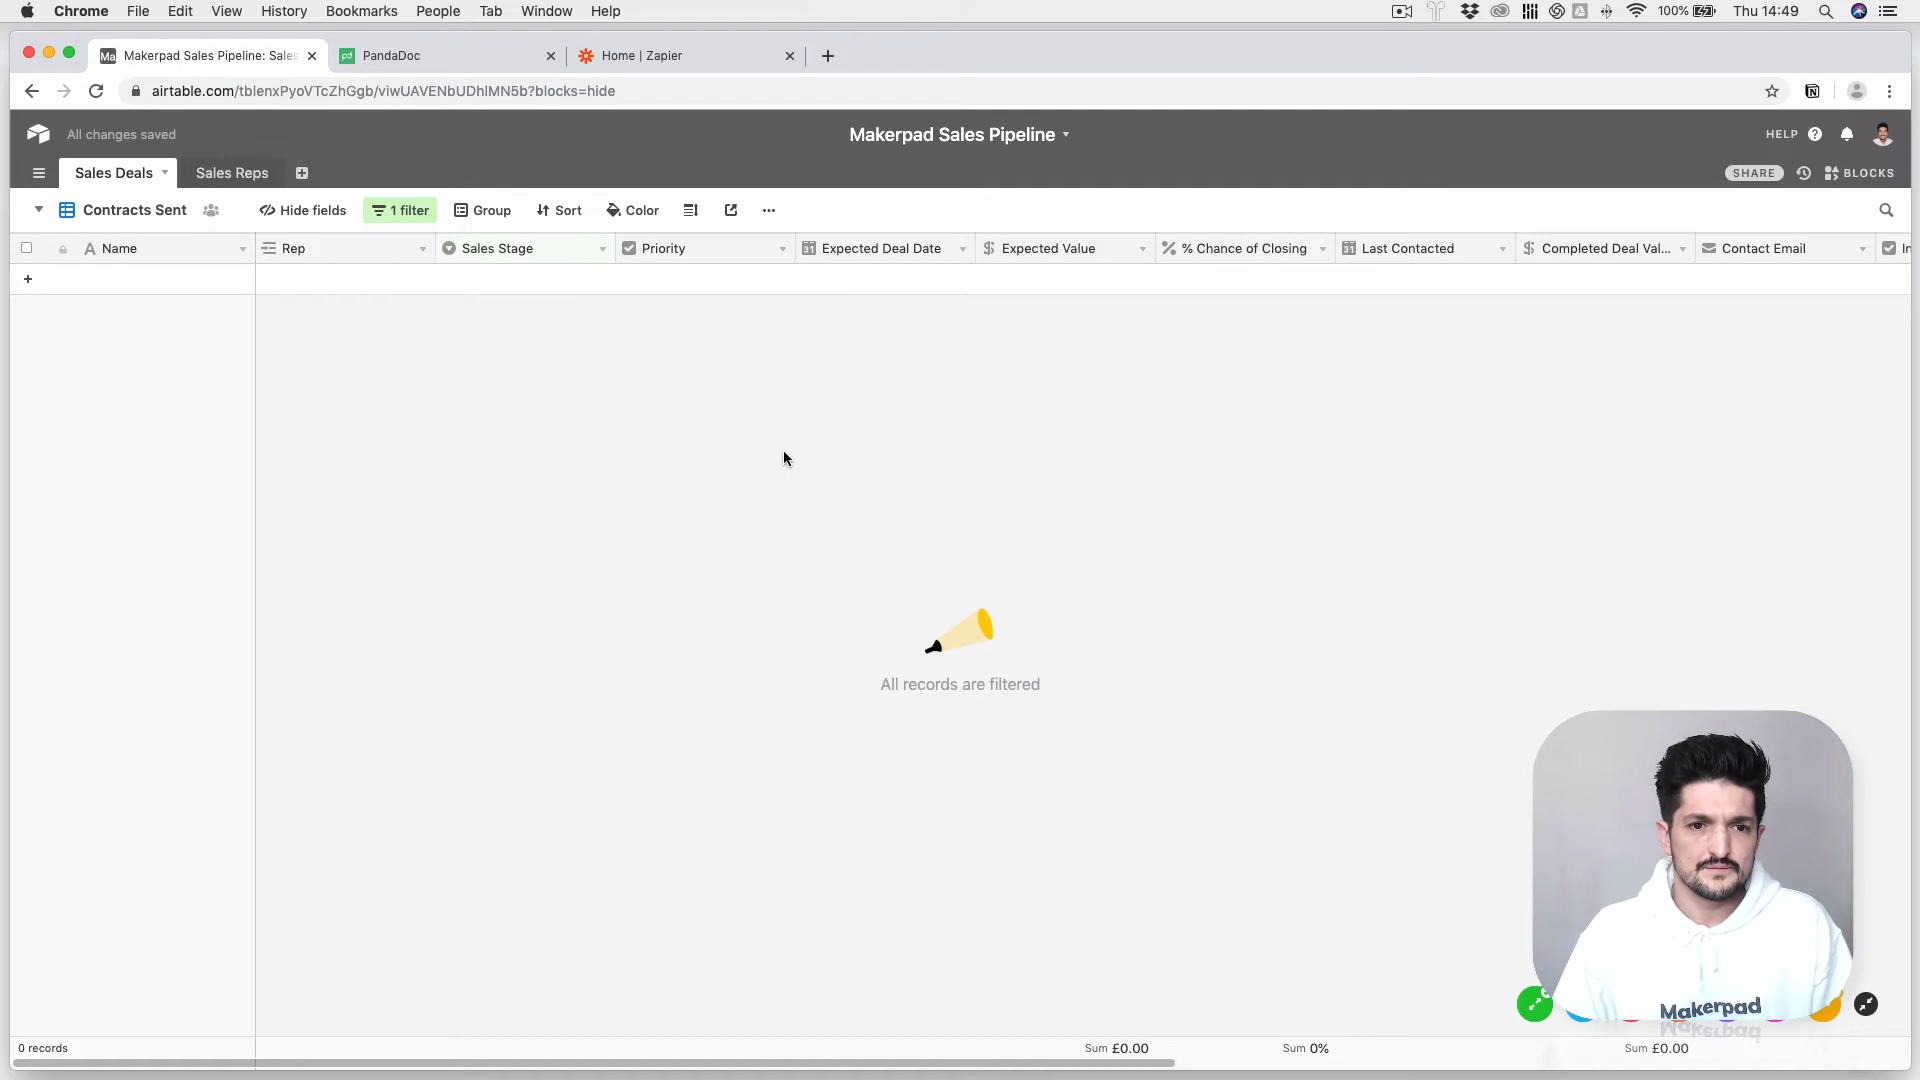 Chrome File Edit View History Bookmarks People Tab Window Help 100% Thu 14:49
Makerpad Sales Pipeline: Sales PandaDoc Home | Zapier
airtable.com/tblenxPyoVTcZhGgb/viwUAVENbUDhlMN5b?blocks=hide
All changes saved Makerpad Sales Pipeline HELP
Sales Deals Sales Reps SHARE BLOCKS
Contracts Sent Hide fields 1 filter Group Sort Color
Name Rep Sales Stage Priority Expected Deal Date Expected Value % Chance of Closing Last Contacted Completed Deal Val... Contact Email
All records are filtered
Makerpad
0 records Sum £0.00 Sum 0% Sum £0.00